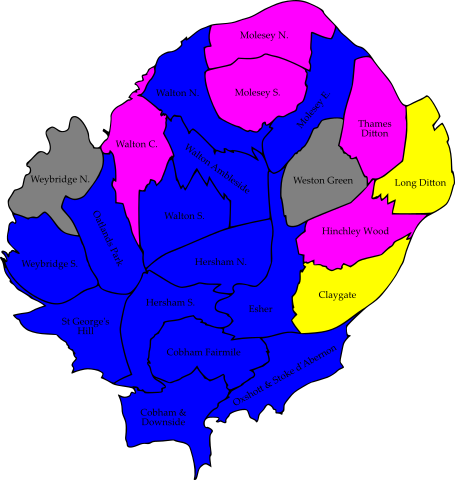 Molesey N.
Walton N.
Molesey S.
Molesey E.
Thames
Ditton
Walton C.
Walton Ambleside
Weybridge N.
Weston Green
Long Ditton
Walton S.
Oatlands Park
Hinchley Wood
Weybridge S.
Hersham N.
Claygate
Hersham S.
Esher
St George's
Hill
Cobham Fairmile
Oxshott & Stoke d'Abernon
Cobham &
Downside